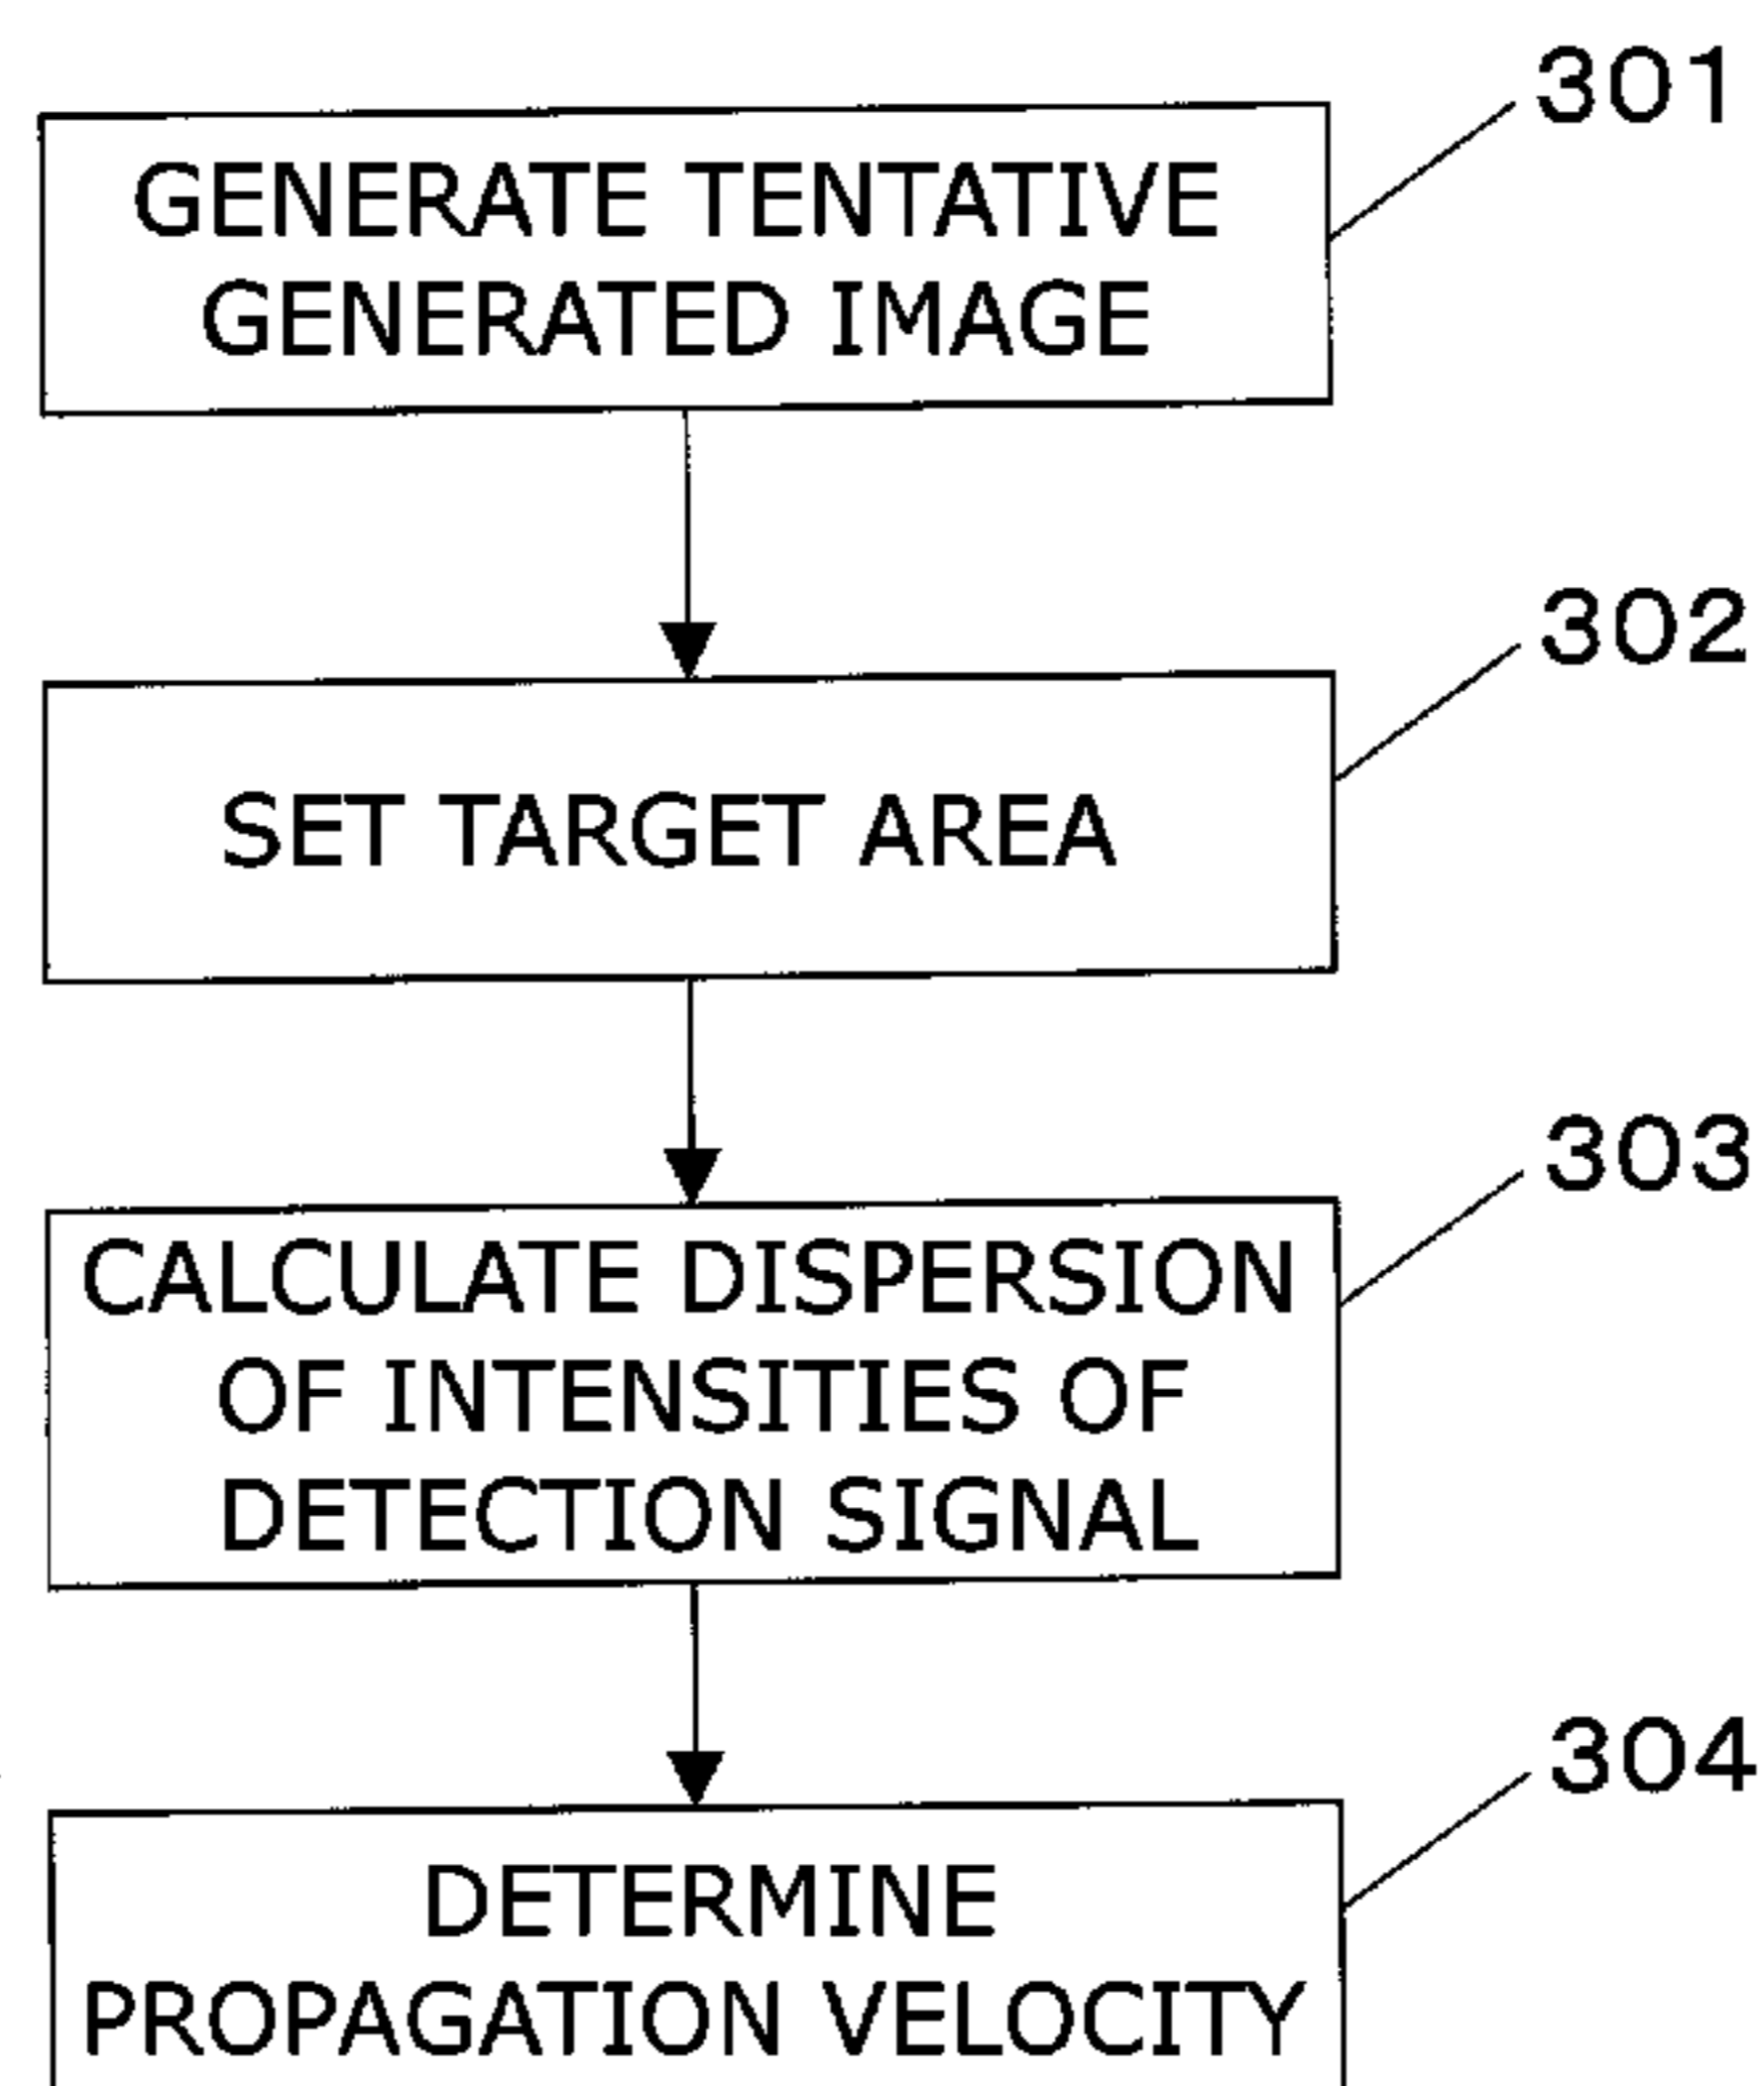 301
GENERATE TENTATIVE
GENERATED IMAGE
302
SET TARGET AREA
303
CALCULATE DISPERSION
OF INTENSITIES OF
DETECTION SIGNAL
304
DETERMINE
PROPAGATION VELOCITY